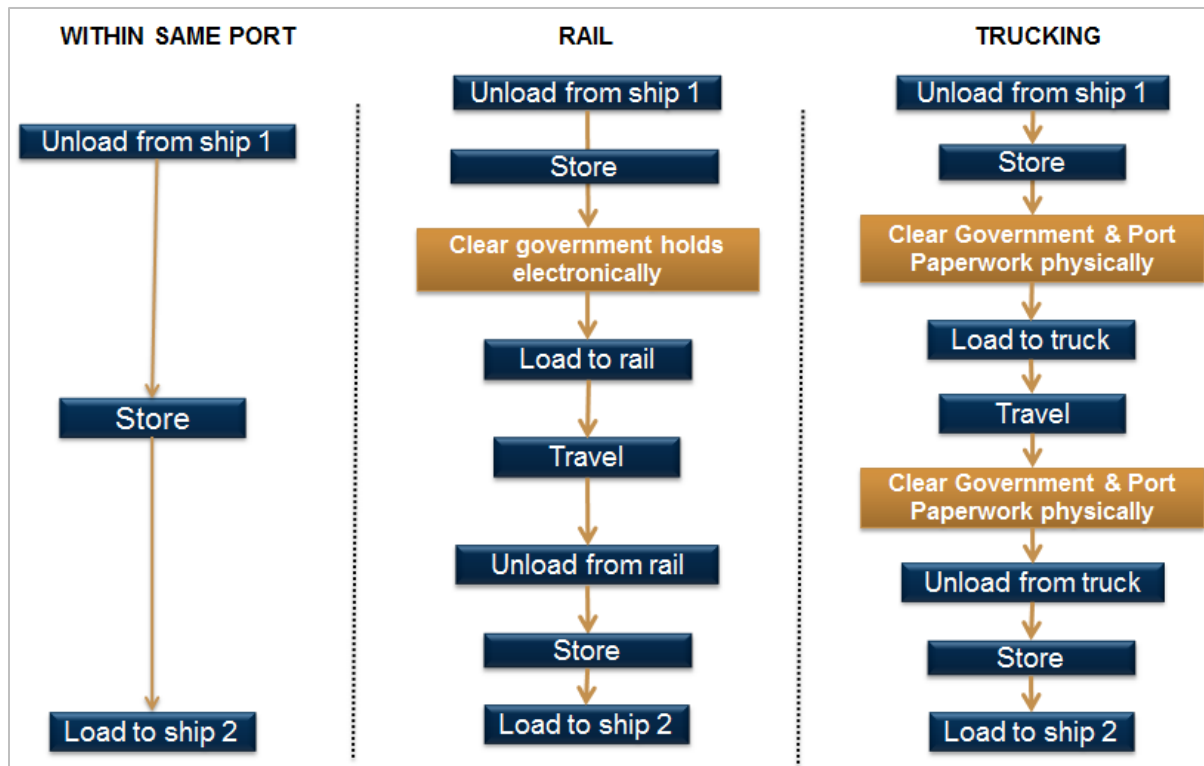 WITHIN SAME PORT
Unload from ship 1
Store
Load to ship 2
RAIL
Unload from ship 1
Store
Clear government holds
electronically
Load to rail
Travel
Unload from rail
Store
Load to ship 2
TRUCKING
Unload from ship 1
Store
Clear Government & Port
Paperwork physically
Load to truck
Travel
Clear Government & Port
Paperwork physically
Unload from truck
Store
Load to ship 2